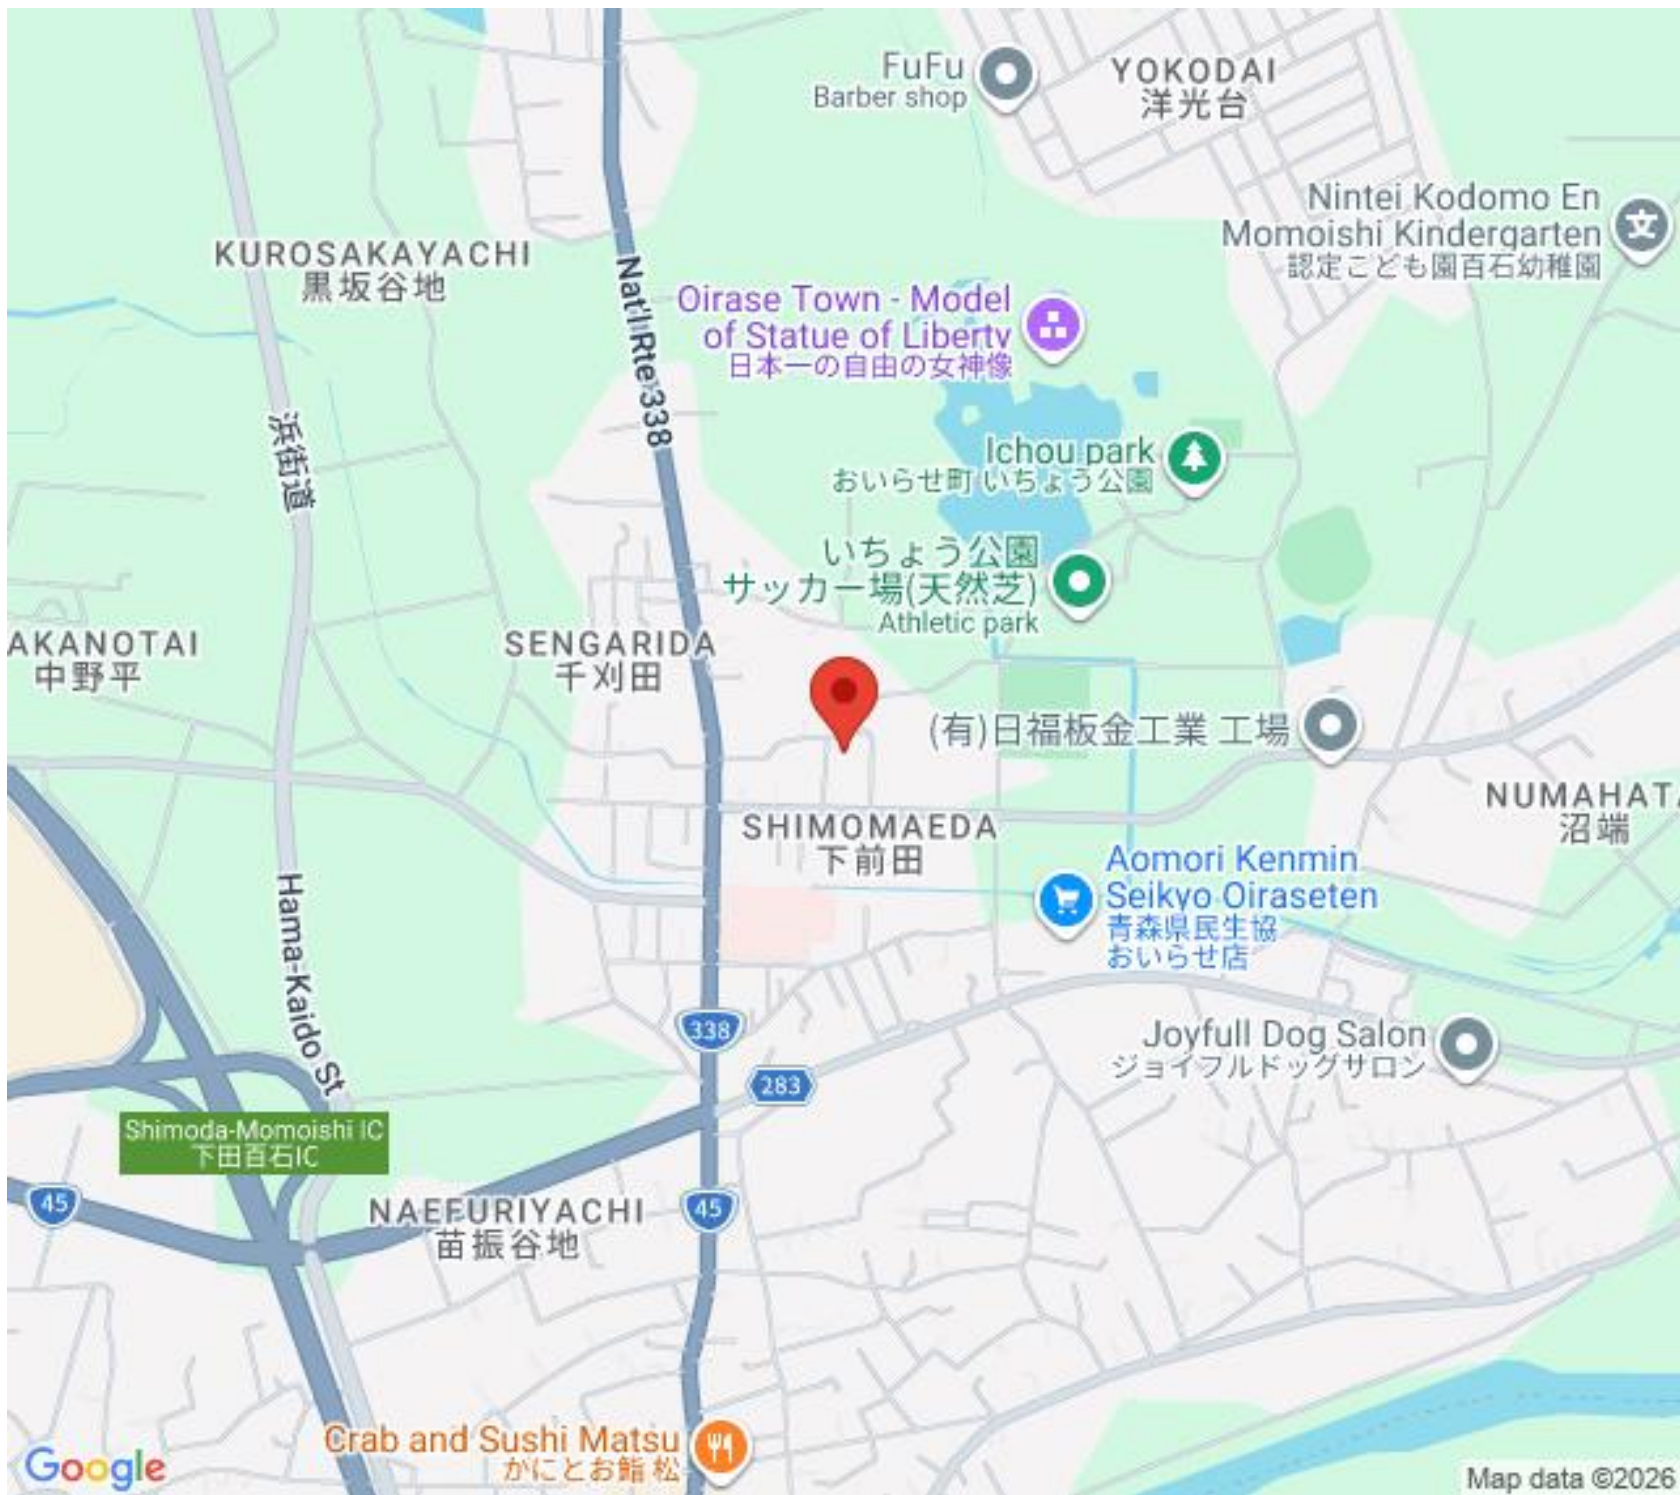 FuFu
Barber shop
YOKODAI
洋光台
Nintei Kodomo En
Momoishi Kindergarten
認定こども園百石幼稚園
KUROSAKAYACHI
黒坂谷地
Nat'l Rte 338
Oirase Town - Model
of Statue of Liberty
日本一の自由の女神像
浜街道
Ichou park
おいらせ町 いちょう公園
いちょう公園
サッカー場(天然芝)
Athletic park
AKANOTAI
中野平
SENGARIDA
千刈田
(有)日福板金工業 工場
NUMAHATA
沼端
SHIMOMAEDA
下前田
Aomori Kenmin
Seikyo Oiraseten
青森県民生協
おいらせ店
Hama-Kaido St
338
Joyfull Dog Salon
ジョイフルドッグサロン
283
Shimoda-Momoishi IC
下田百石IC
45
NAEFURIYACHI
苗振谷地
45
Crab and Sushi Matsu
かにとお鮨 松
Google
Map data ©2026